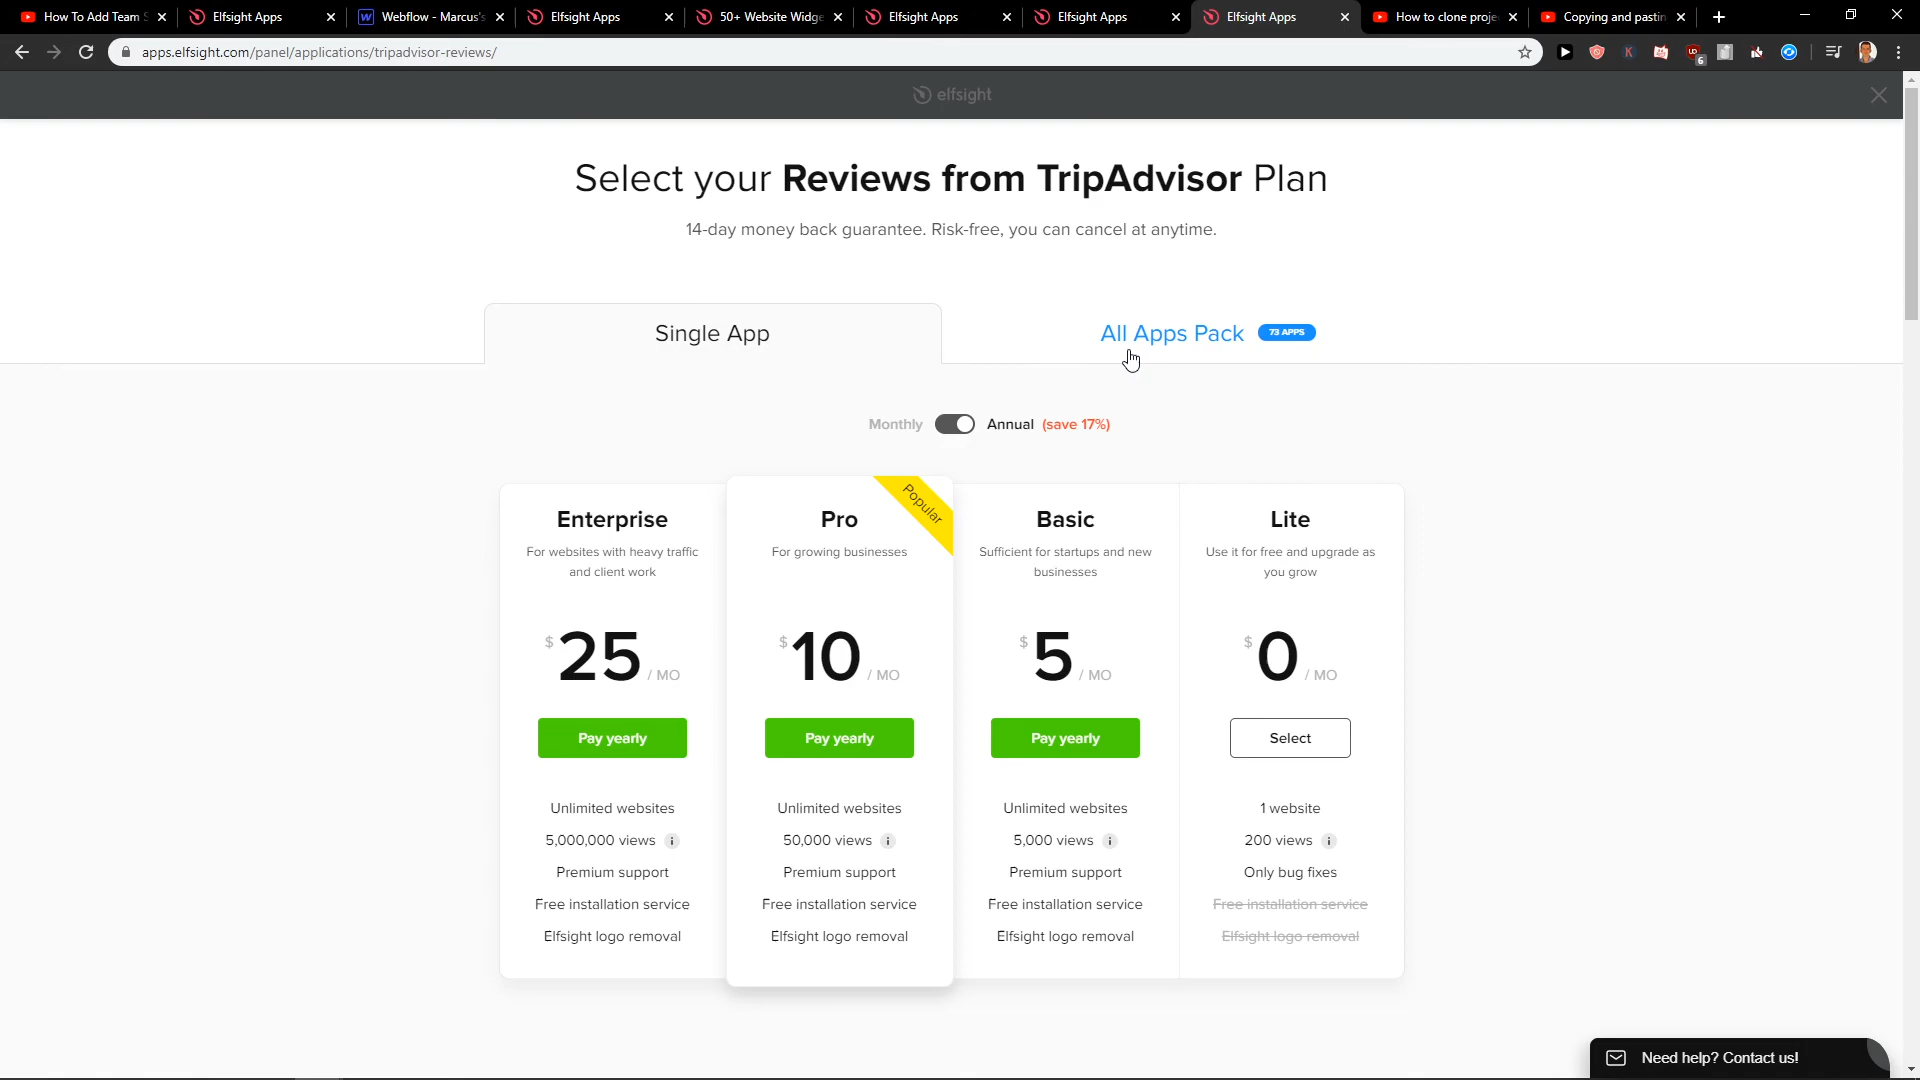 How To Add Team S
Elfsight Apps
Webflow - Marcus's
Elfsight Apps
50+ Website Widge
Elfsight Apps
Elfsight Apps
Elfsight Apps
How to clone proje
Copying and pastin
apps.elfsight.com/panel/applications/tripadvisor-reviews/
6
elfsight
Select your Reviews from TripAdvisor Plan
14-day money back guarantee. Risk-free, you can cancel at anytime.
Single App
All Apps Pack 73 APPS
Monthly Annual (save 17%)
Enterprise
For websites with heavy traffic
and client work
$25 / MO
Pay yearly
Unlimited websites
5,000,000 views i
Premium support
Free installation service
Elfsight logo removal
Popular
Pro
For growing businesses
$10 / MO
Pay yearly
Unlimited websites
50,000 views i
Premium support
Free installation service
Elfsight logo removal
Basic
Sufficient for startups and new
businesses
$5 / MO
Pay yearly
Unlimited websites
5,000 views i
Premium support
Free installation service
Elfsight logo removal
Lite
Use it for free and upgrade as
you grow
$0 / MO
Select
1 website
200 views i
Only bug fixes
Free installation service
Elfsight logo removal
Need help? Contact us!